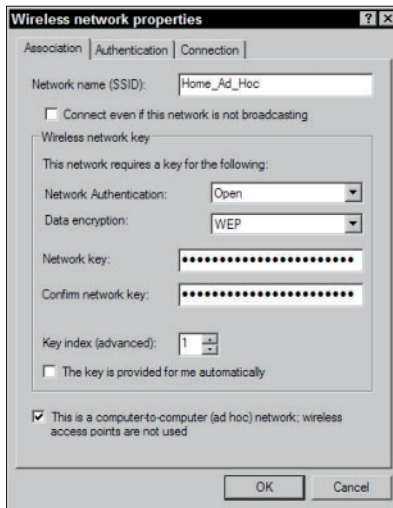 Wireless network properties
Association Authentication Connection
Network name (SSID): Home_Ad_Hoc
Connect even if this network is not broadcasting
Wireless network key
This network requires a key for the following:
Network Authentication: Open
Data encryption: WEP
Network key: ••••••••••••••••••••••••
Confirm network key: ••••••••••••••••••••••••
Key index (advanced): 1
The key is provided for me automatically
This is a computer-to-computer (ad hoc) network; wireless
access points are not used
OK Cancel